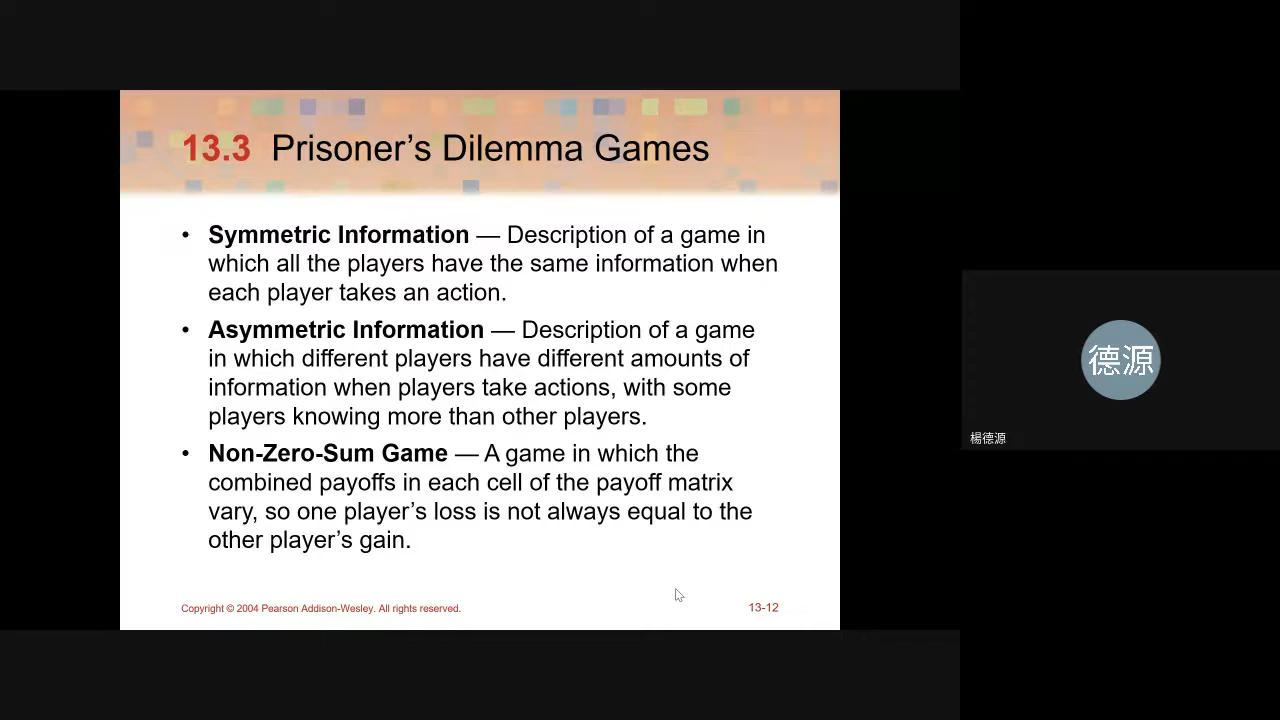 13.3 Prisoner’s Dilemma Games
• Symmetric Information — Description of a game in
which all the players have the same information when
each player takes an action.
• Asymmetric Information — Description of a game
in which different players have different amounts of
information when players take actions, with some
players knowing more than other players.
• Non-Zero-Sum Game — A game in which the
combined payoffs in each cell of the payoff matrix
vary, so one player’s loss is not always equal to the
other player’s gain.
Copyright © 2004 Pearson Addison-Wesley. All rights reserved.
13-12
德源
楊德源